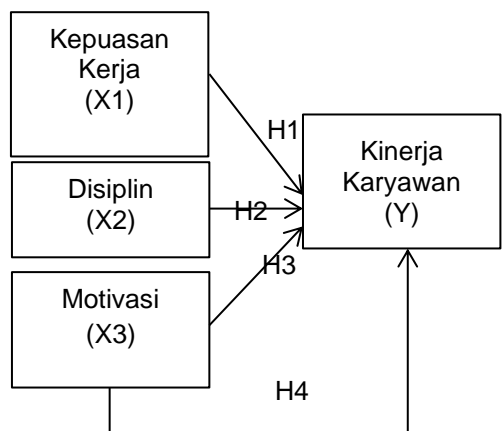 Kepuasan
Kerja
(X1)
H1
Kinerja
Karyawan
(Y)
Disiplin
(X2)
H2
H3
Motivasi
(X3)
H4